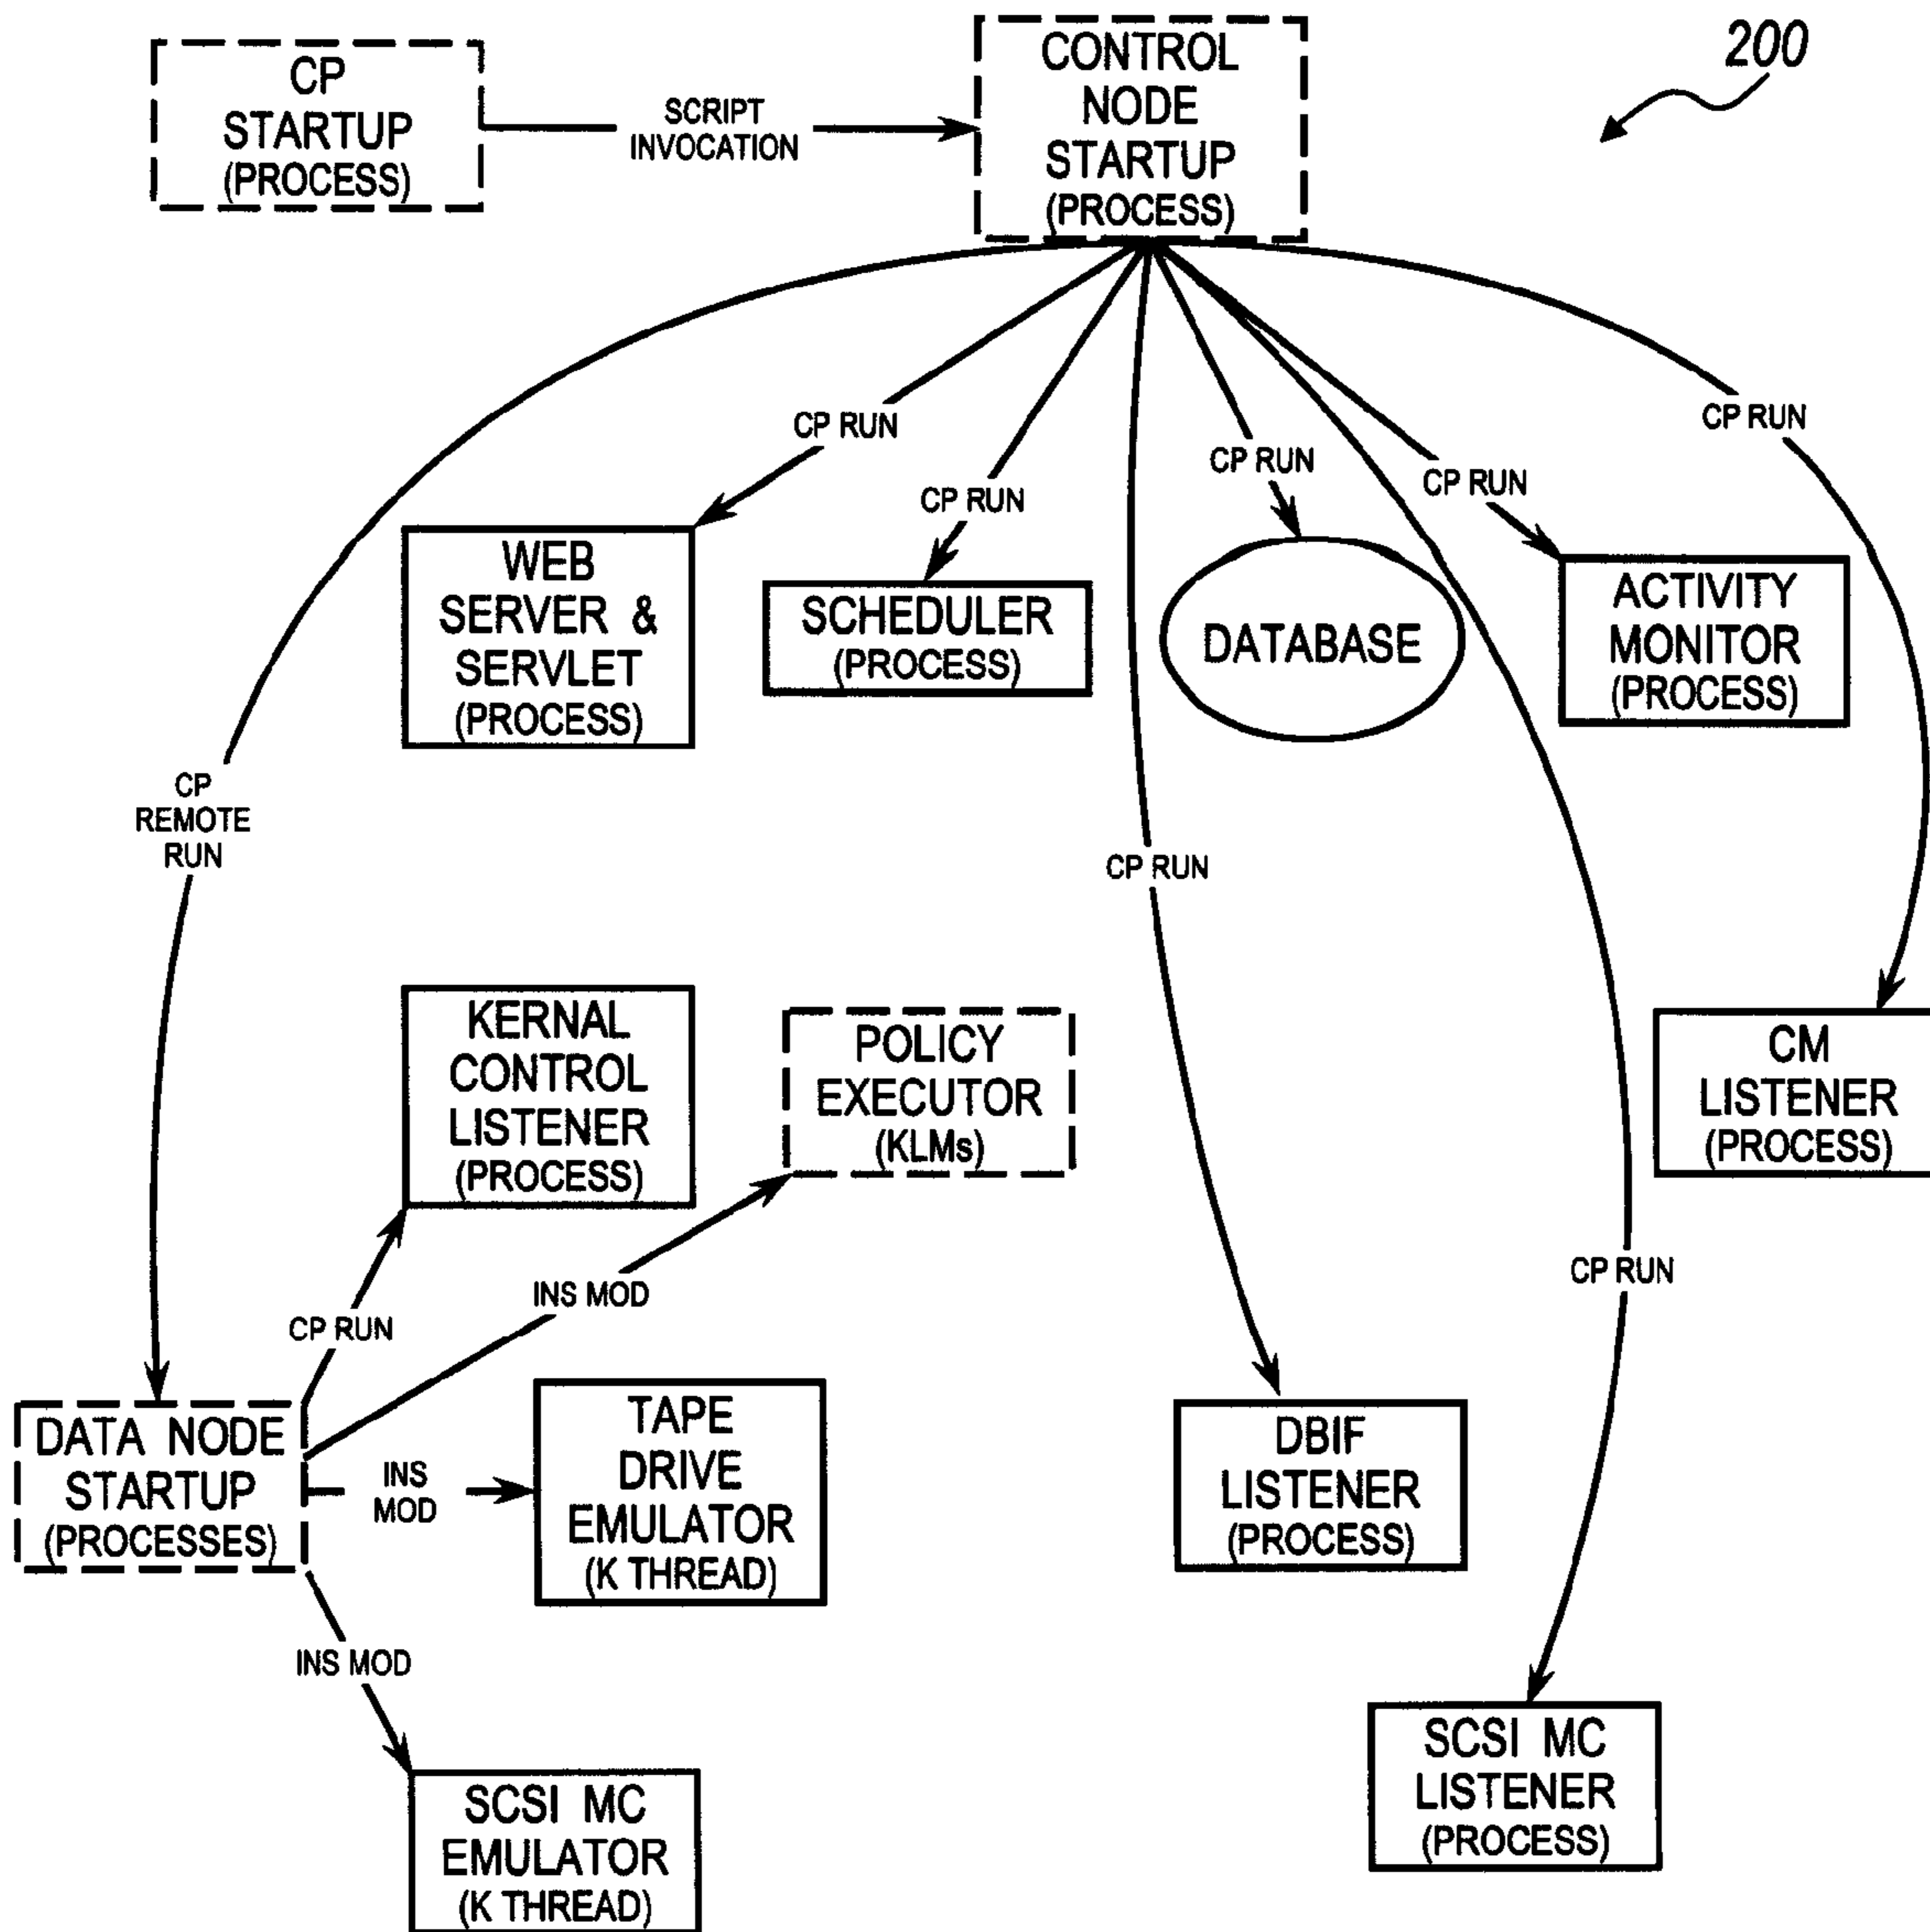 200
CP
STARTUP
(PROCESS)
SCRIPT
INVOCATION
CONTROL
NODE
STARTUP
(PROCESS)
CP RUN
CP RUN
CP RUN
CP RUN
CP RUN
WEB
SERVER &
SERVLET
(PROCESS)
SCHEDULER
(PROCESS)
DATABASE
ACTIVITY
MONITOR
(PROCESS)
CP
REMOTE
RUN
CP RUN
KERNAL
CONTROL
LISTENER
(PROCESS)
POLICY
EXECUTOR
(KLMs)
CM
LISTENER
(PROCESS)
CP RUN
INS MOD
CP RUN
DATA NODE
STARTUP
(PROCESSES)
INS
MOD
TAPE
DRIVE
EMULATOR
(K THREAD)
DBIF
LISTENER
(PROCESS)
INS MOD
SCSI MC
EMULATOR
(K THREAD)
SCSI MC
LISTENER
(PROCESS)